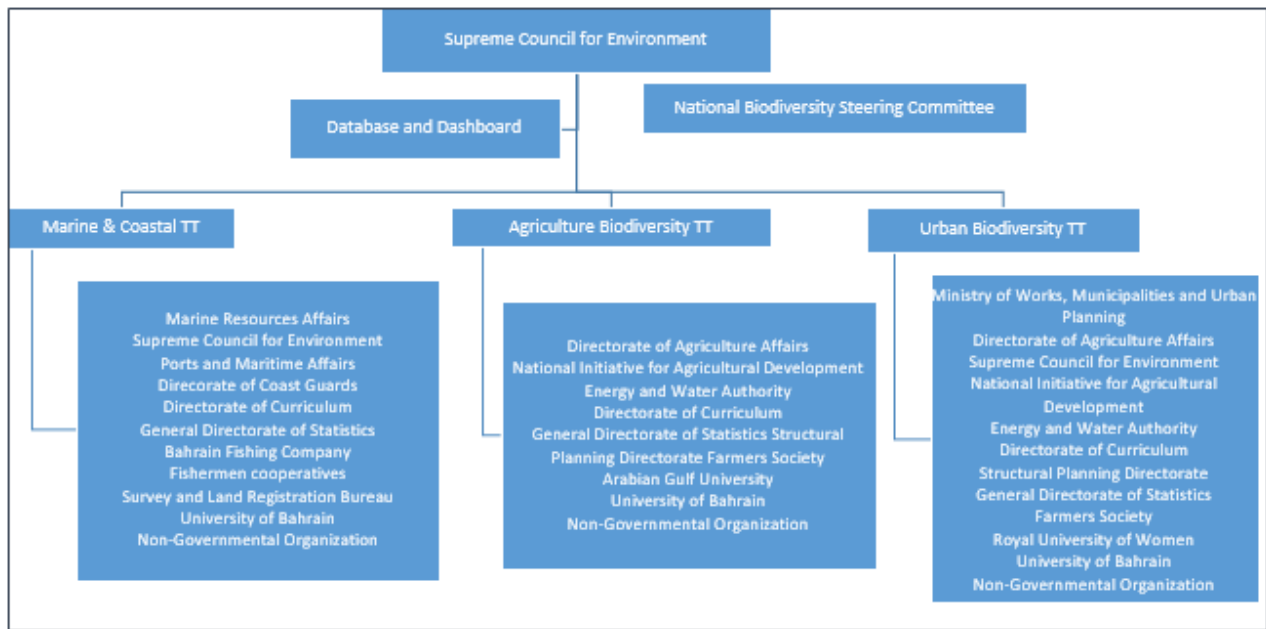 Supreme Council for Environment
National Biodiversity Steering Committee
Database and Dashboard
Marine & Coastal TT
Agriculture Biodiversity TT
Urban Biodiversity TT
Marine Resources Affairs
Supreme Council for Environment
Ports and Maritime Affairs
Direcorate of Coast Guards
Directorate of Curriculum
General Directorate of Statistics
Bahrain Fishing Company
Fishermen cooperatives
Survey and Land Registration Bureau
University of Bahrain
Non-Governmental Organization
Directorate of Agriculture Affairs
National Initiative for Agricultural Development
Energy and Water Authority
Directorate of Curriculum
General Directorate of Statistics Structural
Planning Directorate Farmers Society
Arabian Gulf University
University of Bahrain
Non-Governmental Organization
Ministry of Works, Municipalities and Urban
Planning
Directorate of Agriculture Affairs
Supreme Council for Environment
National Initiative for Agricultural
Development
Energy and Water Authority
Directorate of Curriculum
Structural Planning Directorate
General Directorate of Statistics
Farmers Society
Royal University of Women
University of Bahrain
Non-Governmental Organization